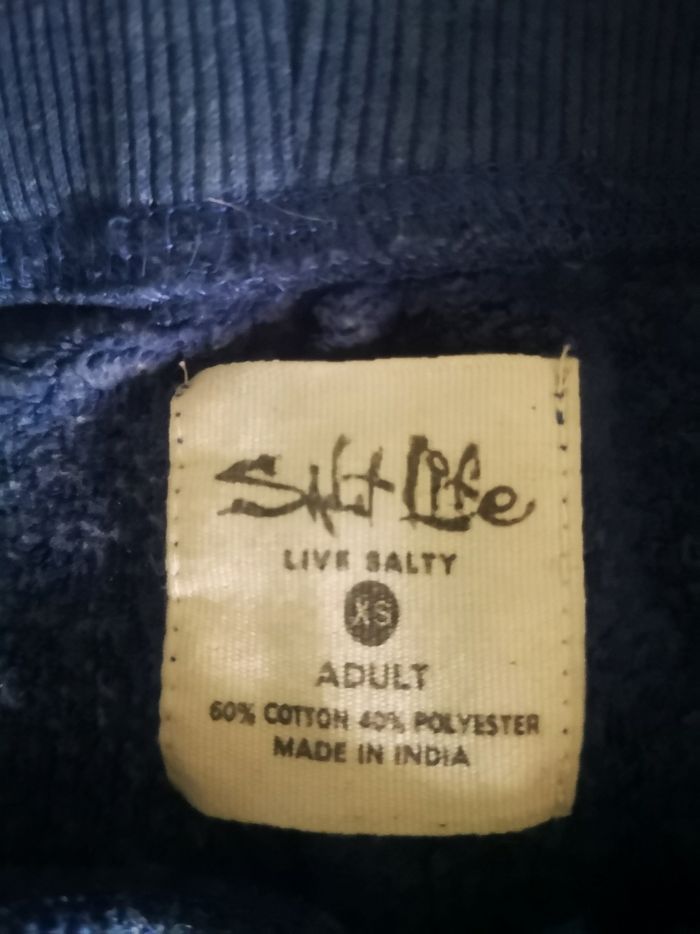 Salt Life
LIVE SALTY
XS
ADULT
60% COTTON 40% POLYESTER
MADE IN INDIA